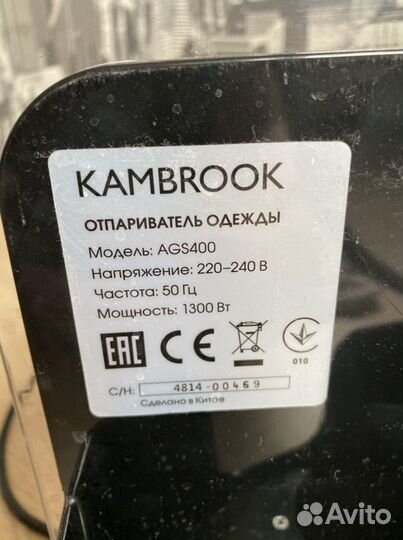 KAMBROOK
ОТПАРИВАТЕЛЬ ОДЕЖДЫ
Модель: AGS400
Напряжение: 220–240 В
Частота: 50 Гц
Мощность: 1300 Вт
EAC CE
010
С/Н: 4814-00469
Сделано в Китае
Avito